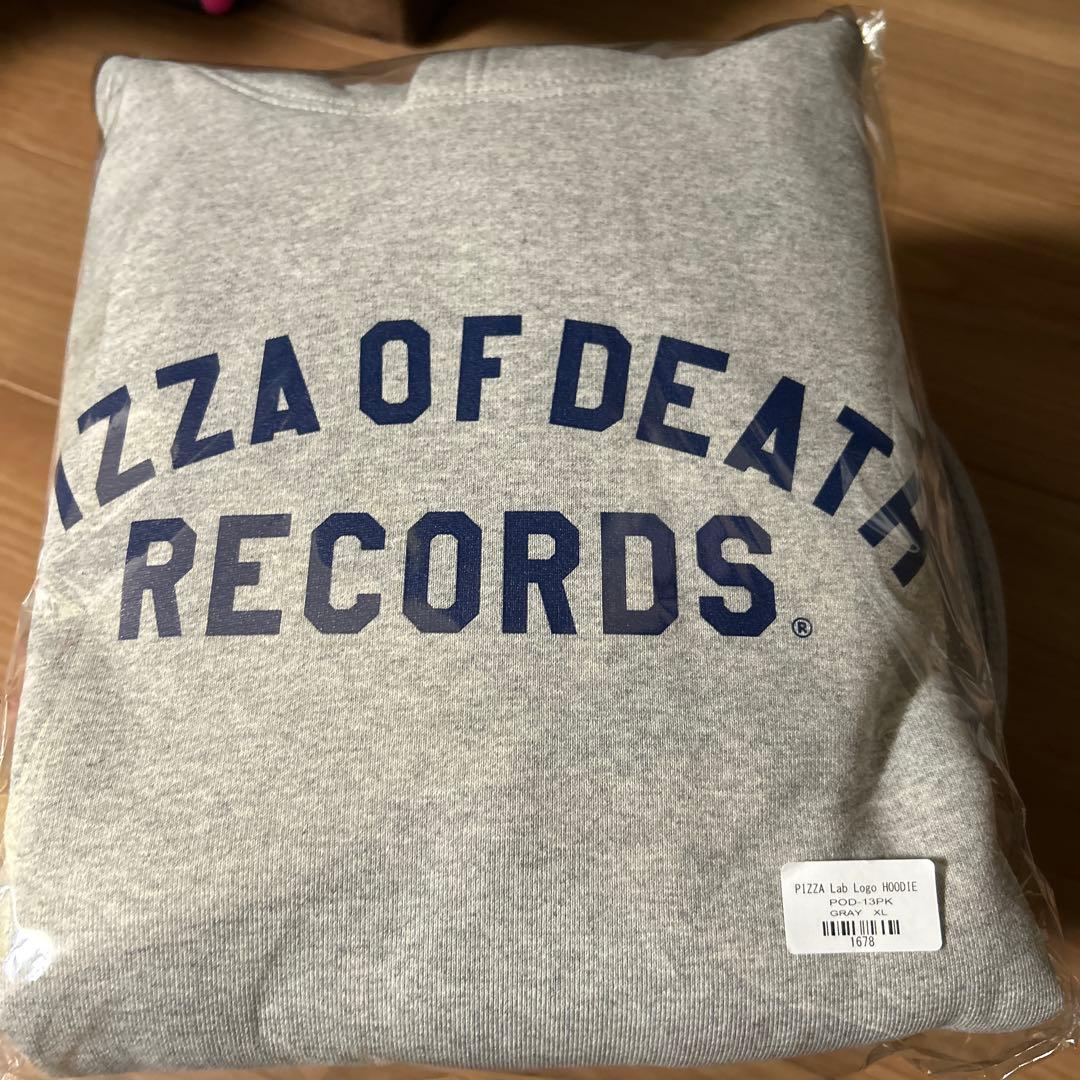 IZZA OF DEATH
RECORDS®
PIZZA Lab Logo HOODIE
POD-13PK
GRAY XL
1678